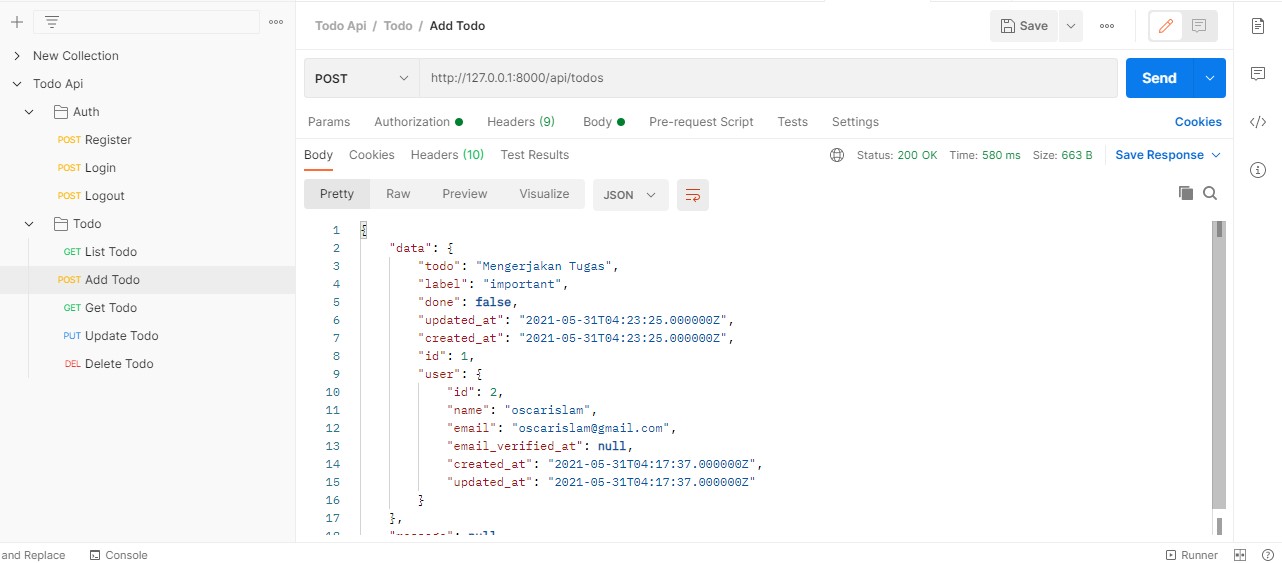 Todo Api / Todo / Add Todo
Save
New Collection
Todo Api
Auth
POST Register
POST Login
POST Logout
Todo
GET List Todo
POST Add Todo
GET Get Todo
PUT Update Todo
DEL Delete Todo
POST
http://127.0.0.1:8000/api/todos
Send
Params Authorization Headers (9) Body Pre-request Script Tests Settings Cookies
Body Cookies Headers (10) Test Results Status: 200 OK Time: 580 ms Size: 663 B Save Response
Pretty Raw Preview Visualize JSON
1 {
2 "data": {
3 "todo": "Mengerjakan Tugas",
4 "label": "important",
5 "done": false,
6 "updated_at": "2021-05-31T04:23:25.000000Z",
7 "created_at": "2021-05-31T04:23:25.000000Z",
8 "id": 1,
9 "user": {
10 "id": 2,
11 "name": "oscarislam",
12 "email": "oscarislam@gmail.com",
13 "email_verified_at": null,
14 "created_at": "2021-05-31T04:17:37.000000Z",
15 "updated_at": "2021-05-31T04:17:37.000000Z"
16 }
17 },
18 "message": null
and Replace Console Runner